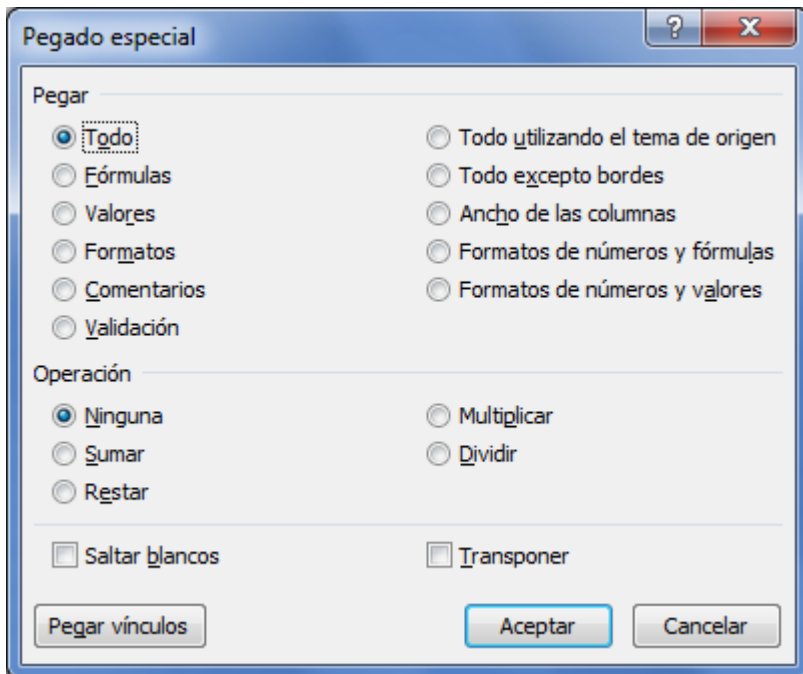 Pegado especial
Pegar
Todo
Todo utilizando el tema de origen
Fórmulas
Todo excepto bordes
Valores
Ancho de las columnas
Formatos
Formatos de números y fórmulas
Comentarios
Formatos de números y valores
Validación
Operación
Ninguna
Multiplicar
Sumar
Dividir
Restar
Saltar blancos
Transponer
Pegar vínculos
Aceptar
Cancelar